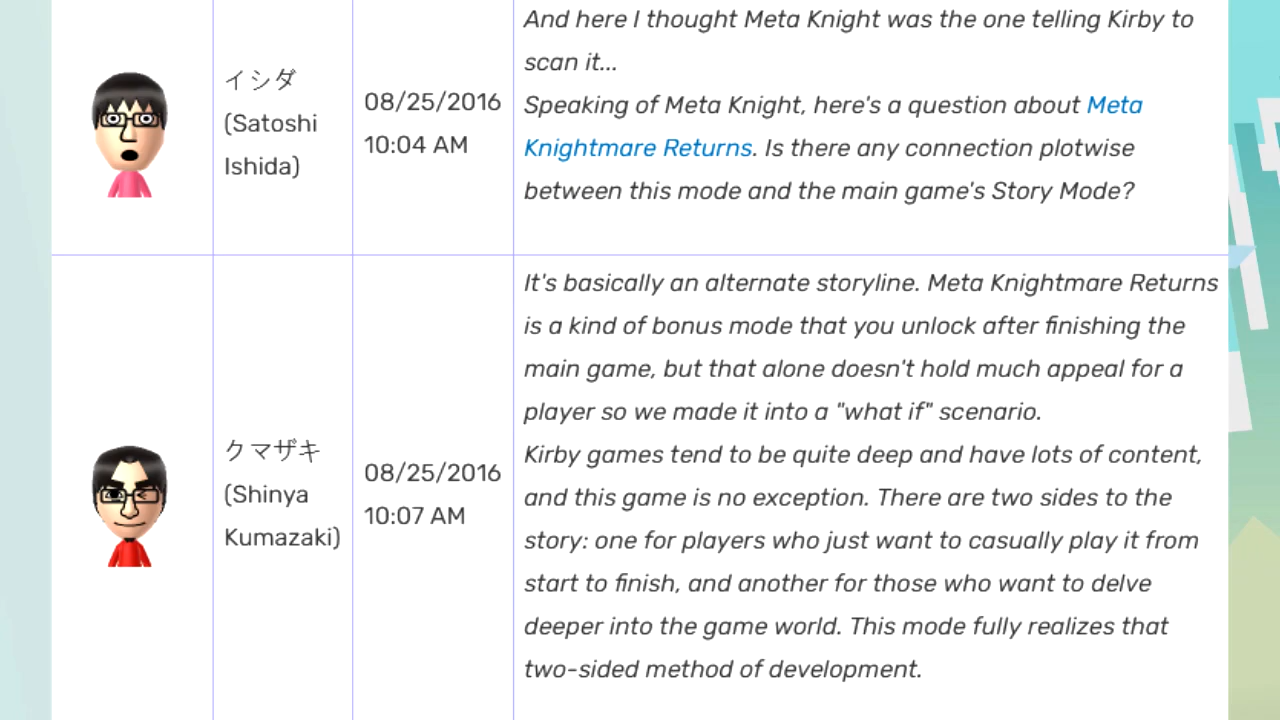 And here I thought Meta Knight was the one telling Kirby to
scan it...
イシダ
(Satoshi
Ishida)
08/25/2016
10:04 AM
Speaking of Meta Knight, here's a question about Meta
Knightmare Returns. Is there any connection plotwise
between this mode and the main game's Story Mode?
クマザキ
(Shinya
Kumazaki)
08/25/2016
10:07 AM
It's basically an alternate storyline. Meta Knightmare Returns
is a kind of bonus mode that you unlock after finishing the
main game, but that alone doesn't hold much appeal for a
player so we made it into a "what if" scenario.
Kirby games tend to be quite deep and have lots of content,
and this game is no exception. There are two sides to the
story: one for players who just want to casually play it from
start to finish, and another for those who want to delve
deeper into the game world. This mode fully realizes that
two-sided method of development.